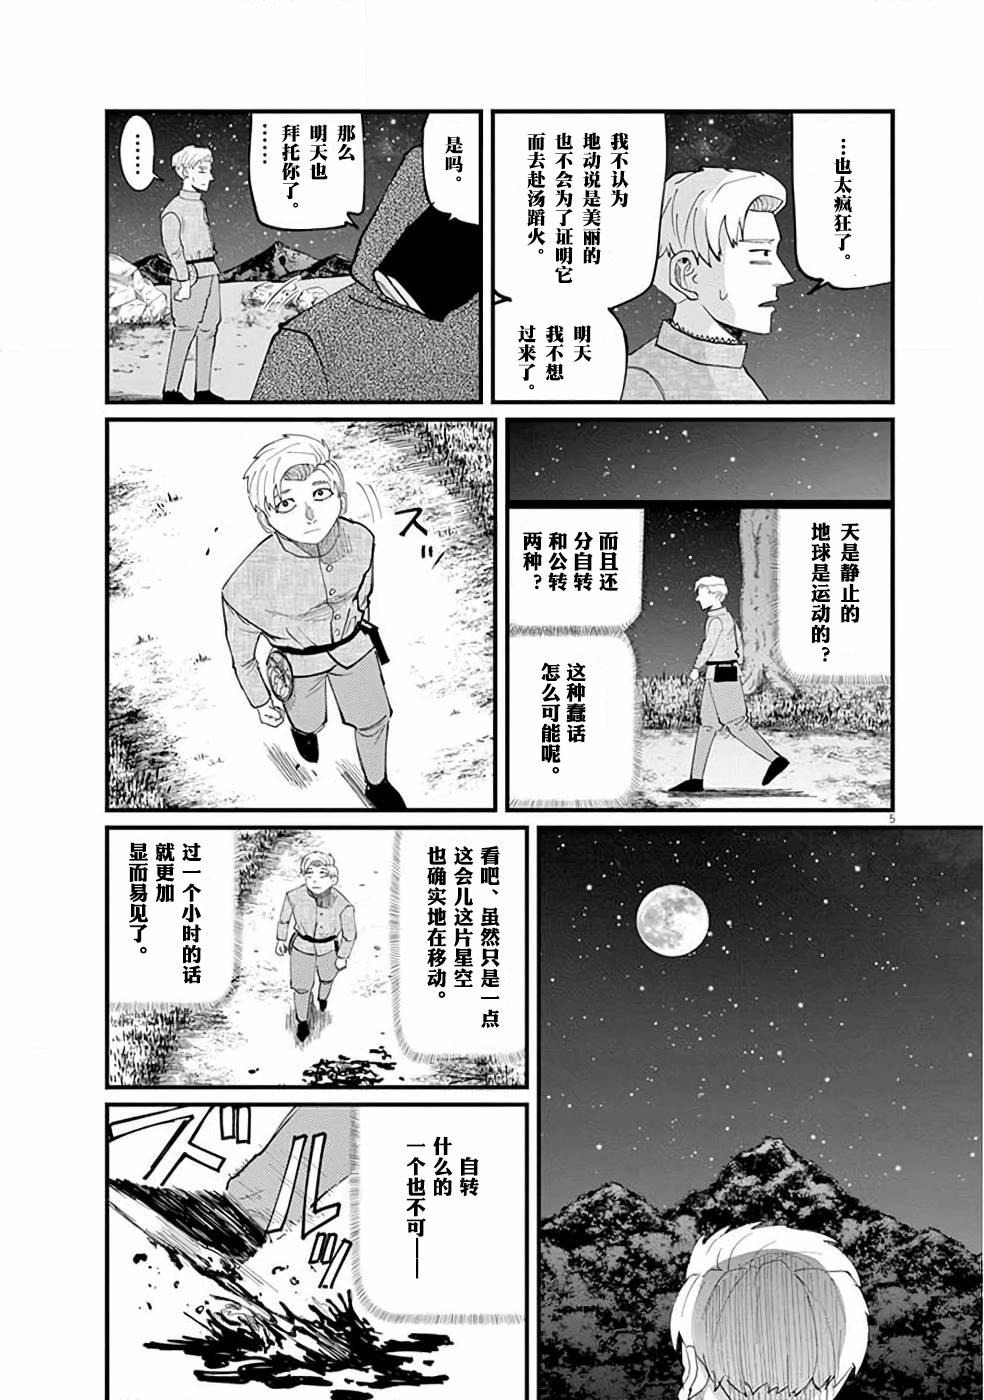 …也太疯狂了。
我不认为
地动说是美丽的
也不会为了证明它
而去赴汤蹈火。
明天
我不想
过来了。
是吗。
那么
明天也
拜托你了。
……
……
天是静止的
地球是运动的?
而且还
分自转
和公转
两种?
这种蠢话
怎么可能呢。
スッ
5
看吧、虽然只是一点
这会儿这片星空
也确实地在移动。
过一个小时的话
就更加
显而易见了。
自转
什么的
一个也不可——
ズルッ